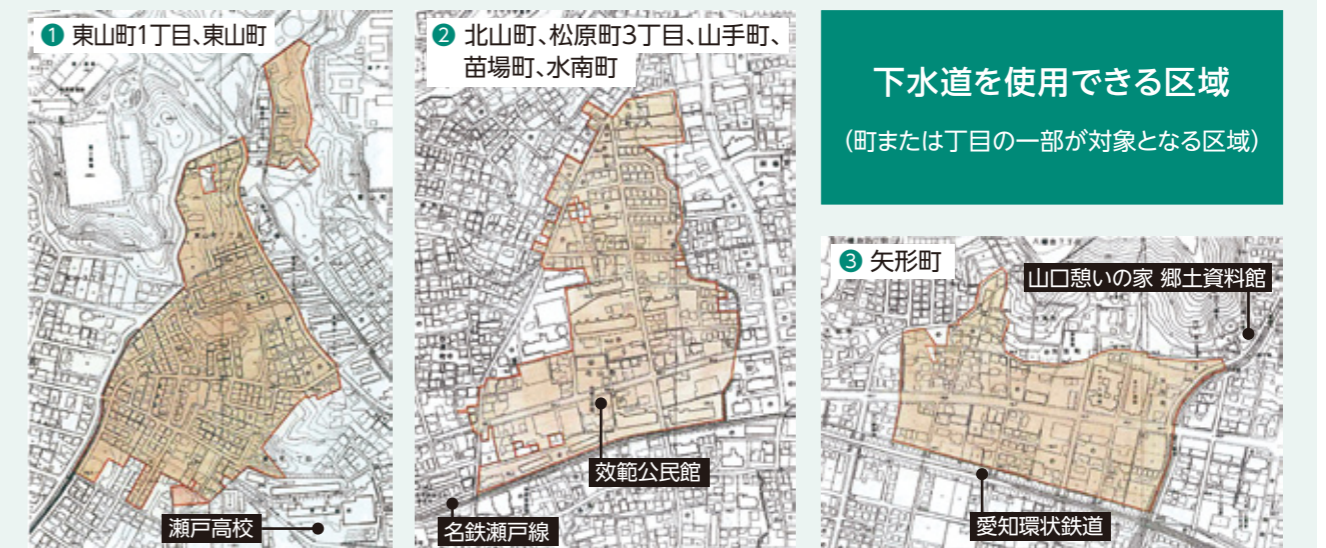 ❶ 東山町1丁目、東山町
瀬戸高校
❷ 北山町、松原町3丁目、山手町、
苗場町、水南町
効範公民館
名鉄瀬戸線
下水道を使用できる区域
（町または丁目の一部が対象となる区域）
❸ 矢形町
山口憩いの家 郷土資料館
愛知環状鉄道